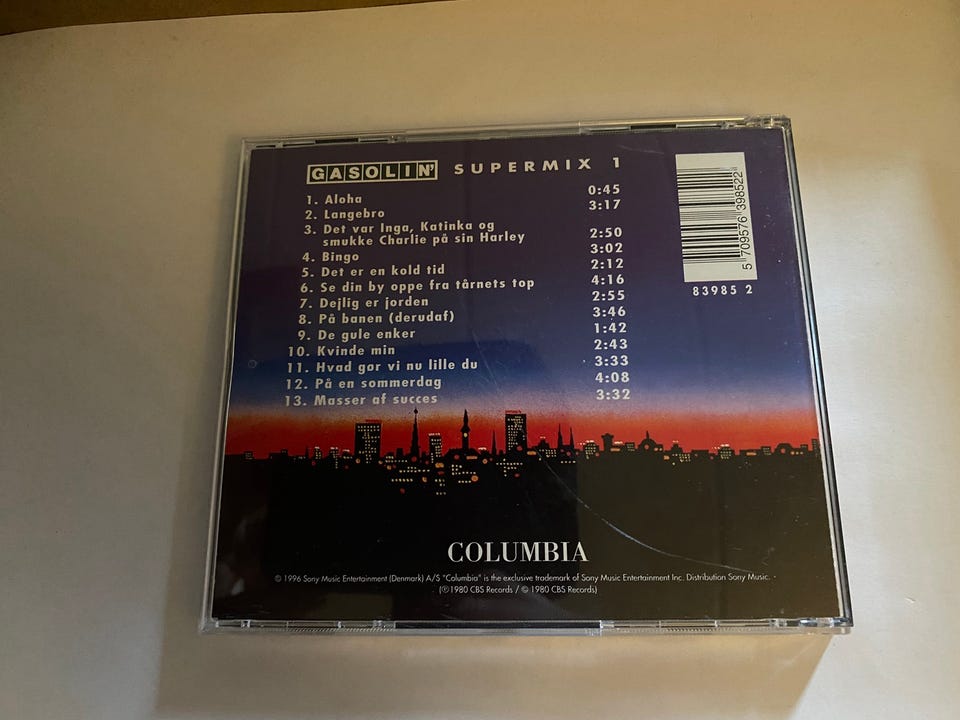 GASOLIN' SUPERMIX 1
1. Aloha 0:45
2. Langebro 3:17
3. Det var Inga, Katinka og
smukke Charlie på sin Harley 2:50
4. Bingo 3:02
5. Det er en kold tid 2:12
6. Se din by oppe fra tårnets top 4:16
7. Dejlig er jorden 2:55
8. På banen (derudaf) 3:46
9. De gule enker 1:42
10. Kvinde min 2:43
11. Hvad gør vi nu lille du 3:33
12. På en sommerdag 4:08
13. Masser af succes 3:32
5 709576 398522
83985 2
COLUMBIA
© 1996 Sony Music Entertainment (Denmark) A/S "Columbia" is the exclusive trademark of Sony Music Entertainment Inc. Distribution Sony Music.
(℗1980 CBS Records / © 1980 CBS Records)